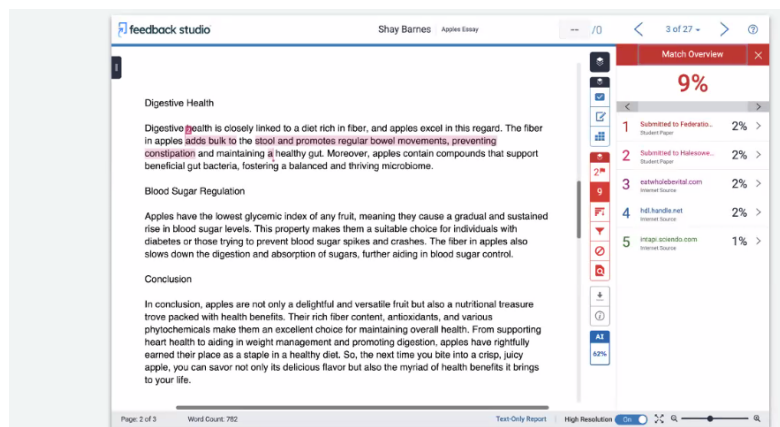 feedback studio
Shay Barnes Apples Essay
-- /0
3 of 27
Match Overview
9%
Digestive Health
Digestive health is closely linked to a diet rich in fiber, and apples excel in this regard. The fiber
in apples adds bulk to the stool and promotes regular bowel movements, preventing
constipation and maintaining a healthy gut. Moreover, apples contain compounds that support
beneficial gut bacteria, fostering a balanced and thriving microbiome.
Blood Sugar Regulation
Apples have the lowest glycemic index of any fruit, meaning they cause a gradual and sustained
rise in blood sugar levels. This property makes them a suitable choice for individuals with
diabetes or those trying to prevent blood sugar spikes and crashes. The fiber in apples also
slows down the digestion and absorption of sugars, further aiding in blood sugar control.
Conclusion
In conclusion, apples are not only a delightful and versatile fruit but also a nutritional treasure
trove packed with health benefits. Their rich fiber content, antioxidants, and various
phytochemicals make them an excellent choice for maintaining overall health. From supporting
heart health to aiding in weight management and promoting digestion, apples have rightfully
earned their place as a staple in a healthy diet. So, the next time you bite into a crisp, juicy
apple, you can savor not only its delicious flavor but also the myriad of health benefits it brings
to your life.
2
9
AI
62%
1 Submitted to Federatio... 2%
Student Paper
2 Submitted to Halesowe... 2%
Student Paper
3 eatwholebevital.com 2%
Internet Source
4 hdl.handle.net 2%
Internet Source
5 intapi.sciendo.com 1%
Internet Source
Page: 2 of 3 Word Count: 782 Text-Only Report High Resolution On